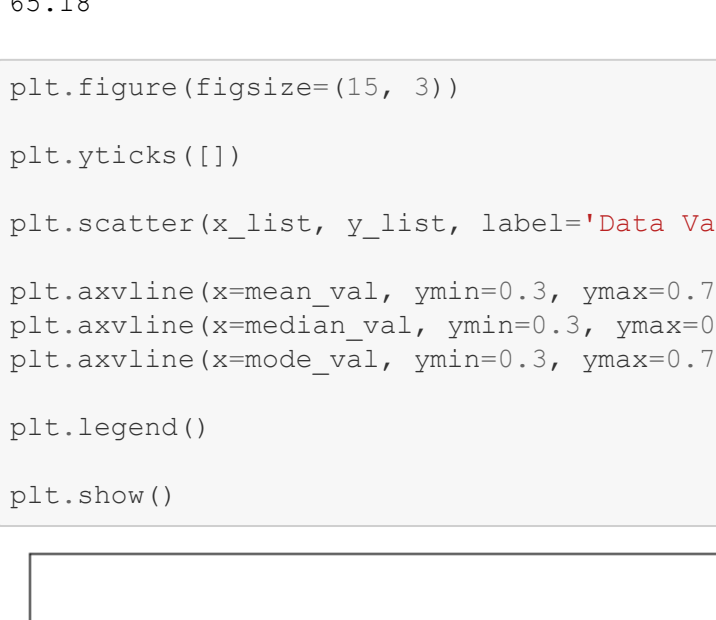 65.18
plt.figure(figsize=(15, 3))
plt.yticks([])
plt.scatter(x_list, y_list, label='Data Va
plt.axvline(x=mean_val, ymin=0.3, ymax=0.7
plt.axvline(x=median_val, ymin=0.3, ymax=0
plt.axvline(x=mode_val, ymin=0.3, ymax=0.7
plt.legend()
plt.show()